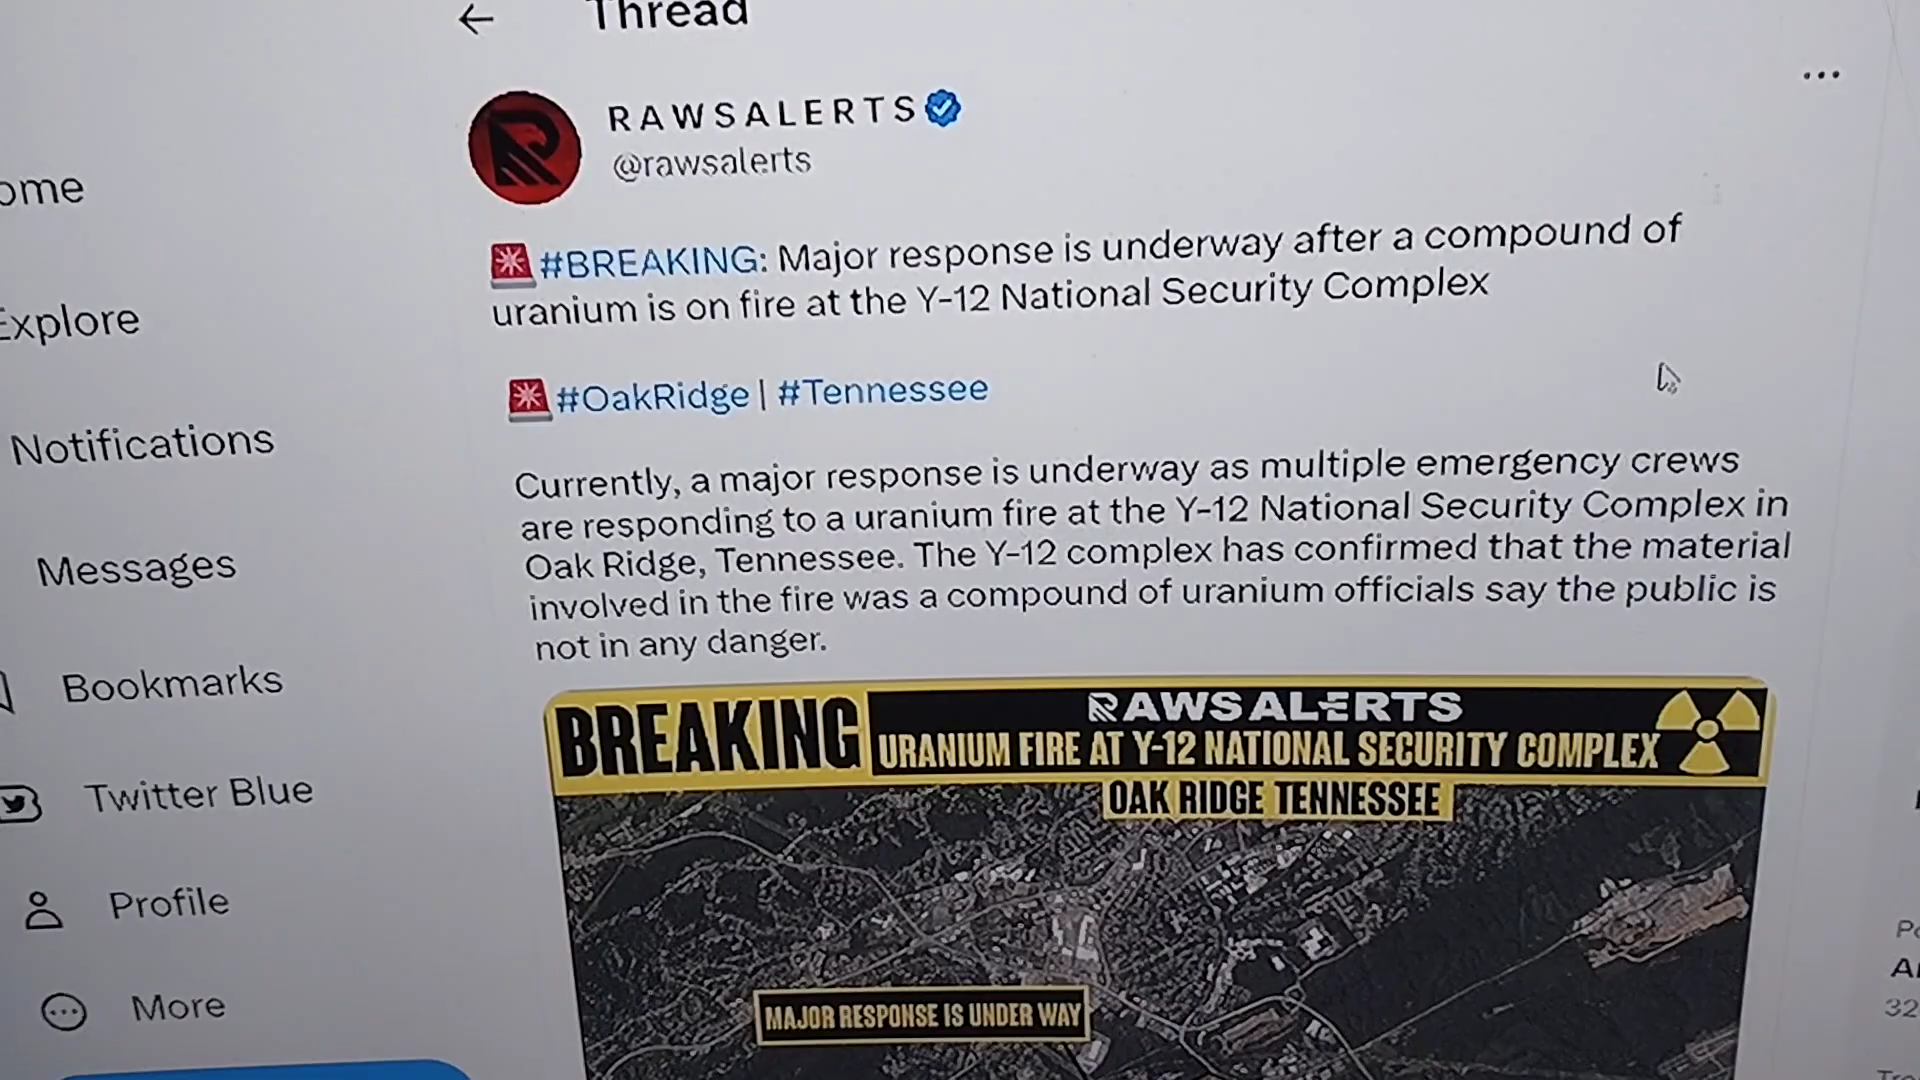 Thread
RAWSALERTS
@rawsalerts
#BREAKING: Major response is underway after a compound of
uranium is on fire at the Y-12 National Security Complex
#OakRidge | #Tennessee
Currently, a major response is underway as multiple emergency crews
are responding to a uranium fire at the Y-12 National Security Complex in
Oak Ridge, Tennessee. The Y-12 complex has confirmed that the material
involved in the fire was a compound of uranium officials say the public is
not in any danger.
BREAKING
RAWSALERTS
URANIUM FIRE AT Y-12 NATIONAL SECURITY COMPLEX
OAK RIDGE TENNESSEE
MAJOR RESPONSE IS UNDER WAY
ome
Explore
Notifications
Messages
Bookmarks
Twitter Blue
Profile
More
32